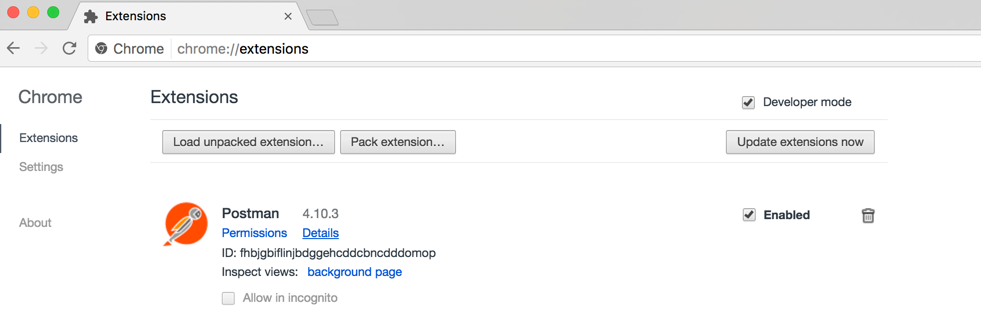 Extensions
Chrome chrome://extensions
Chrome
Extensions
Developer mode
Extensions
Load unpacked extension...
Pack extension...
Update extensions now
Settings
Postman 4.10.3
Enabled
About
Permissions Details
ID: fhbjgbiflinjbdggehcddcbncdddomop
Inspect views: background page
Allow in incognito